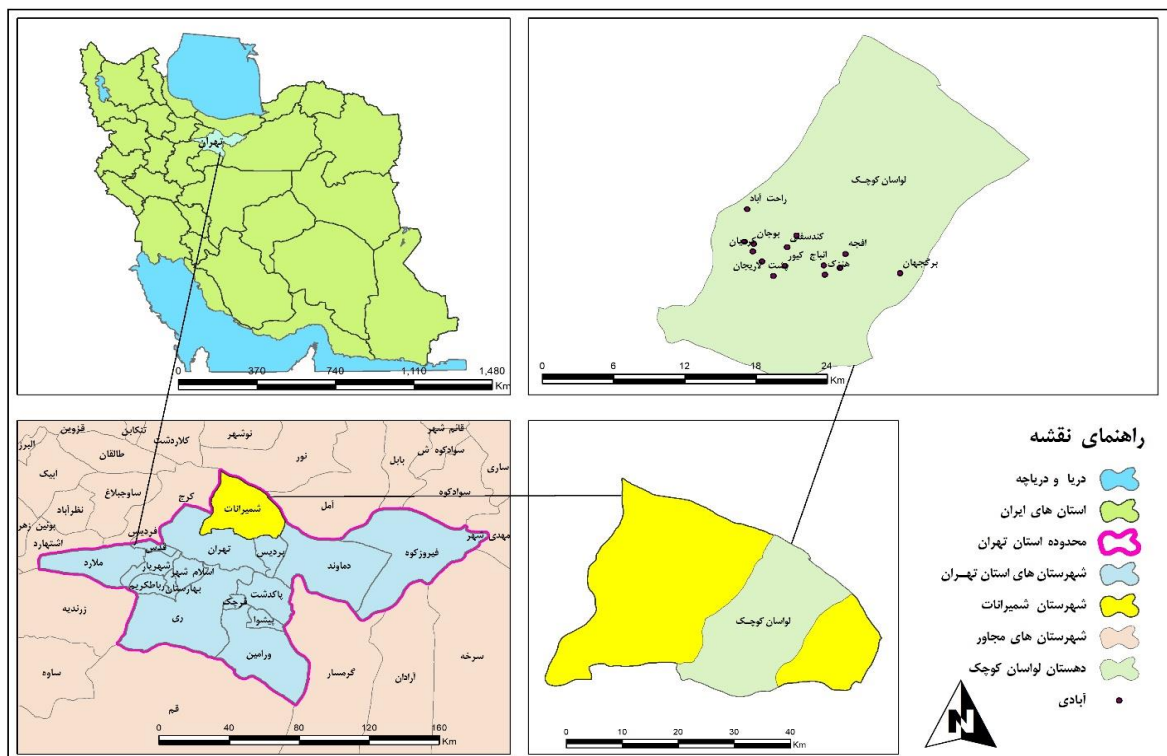 تهران
0 370 740 1,110 1,480
Km
لواسان کوچک
راحت آباد
بوجان
کندسفلی
افجه
کیور
انباج
هنزک
لاریجان
برگجهان
0 6 12 18 24
Km
تنکابن
قزوین
کلاردشت
نوشهر
قائم شهر
سوادکوه ش
البرز
طالقان
نور
بابل
ساری
ابیک
ساوجبلاغ
کرج
سوادکوه
نظرآباد
شمیرانات
آمل
بوئین زهر
اشتهارد
فردیس
مهدی شهر
ملارد
قدس
تهران
پردیس
فیروزکوه
شهریار
اسلام شهر
دماوند
رباطکریم
بهارستان
پاکدشت
زرندیه
قرچک
ری
پیشوا
سرخه
ورامین
ساوه
گرمسار
آرادان
قم
0 40 80 120 160
Km
لواسان کوچک
0 10 20 30 40
Km
راهنمای نقشه
دریا و دریاچه
استان های ایران
محدوده استان تهران
شهرستان های استان تهران
شهرستان شمیرانات
شهرستان های مجاور
دهستان لواسان کوچک
آبادی
N